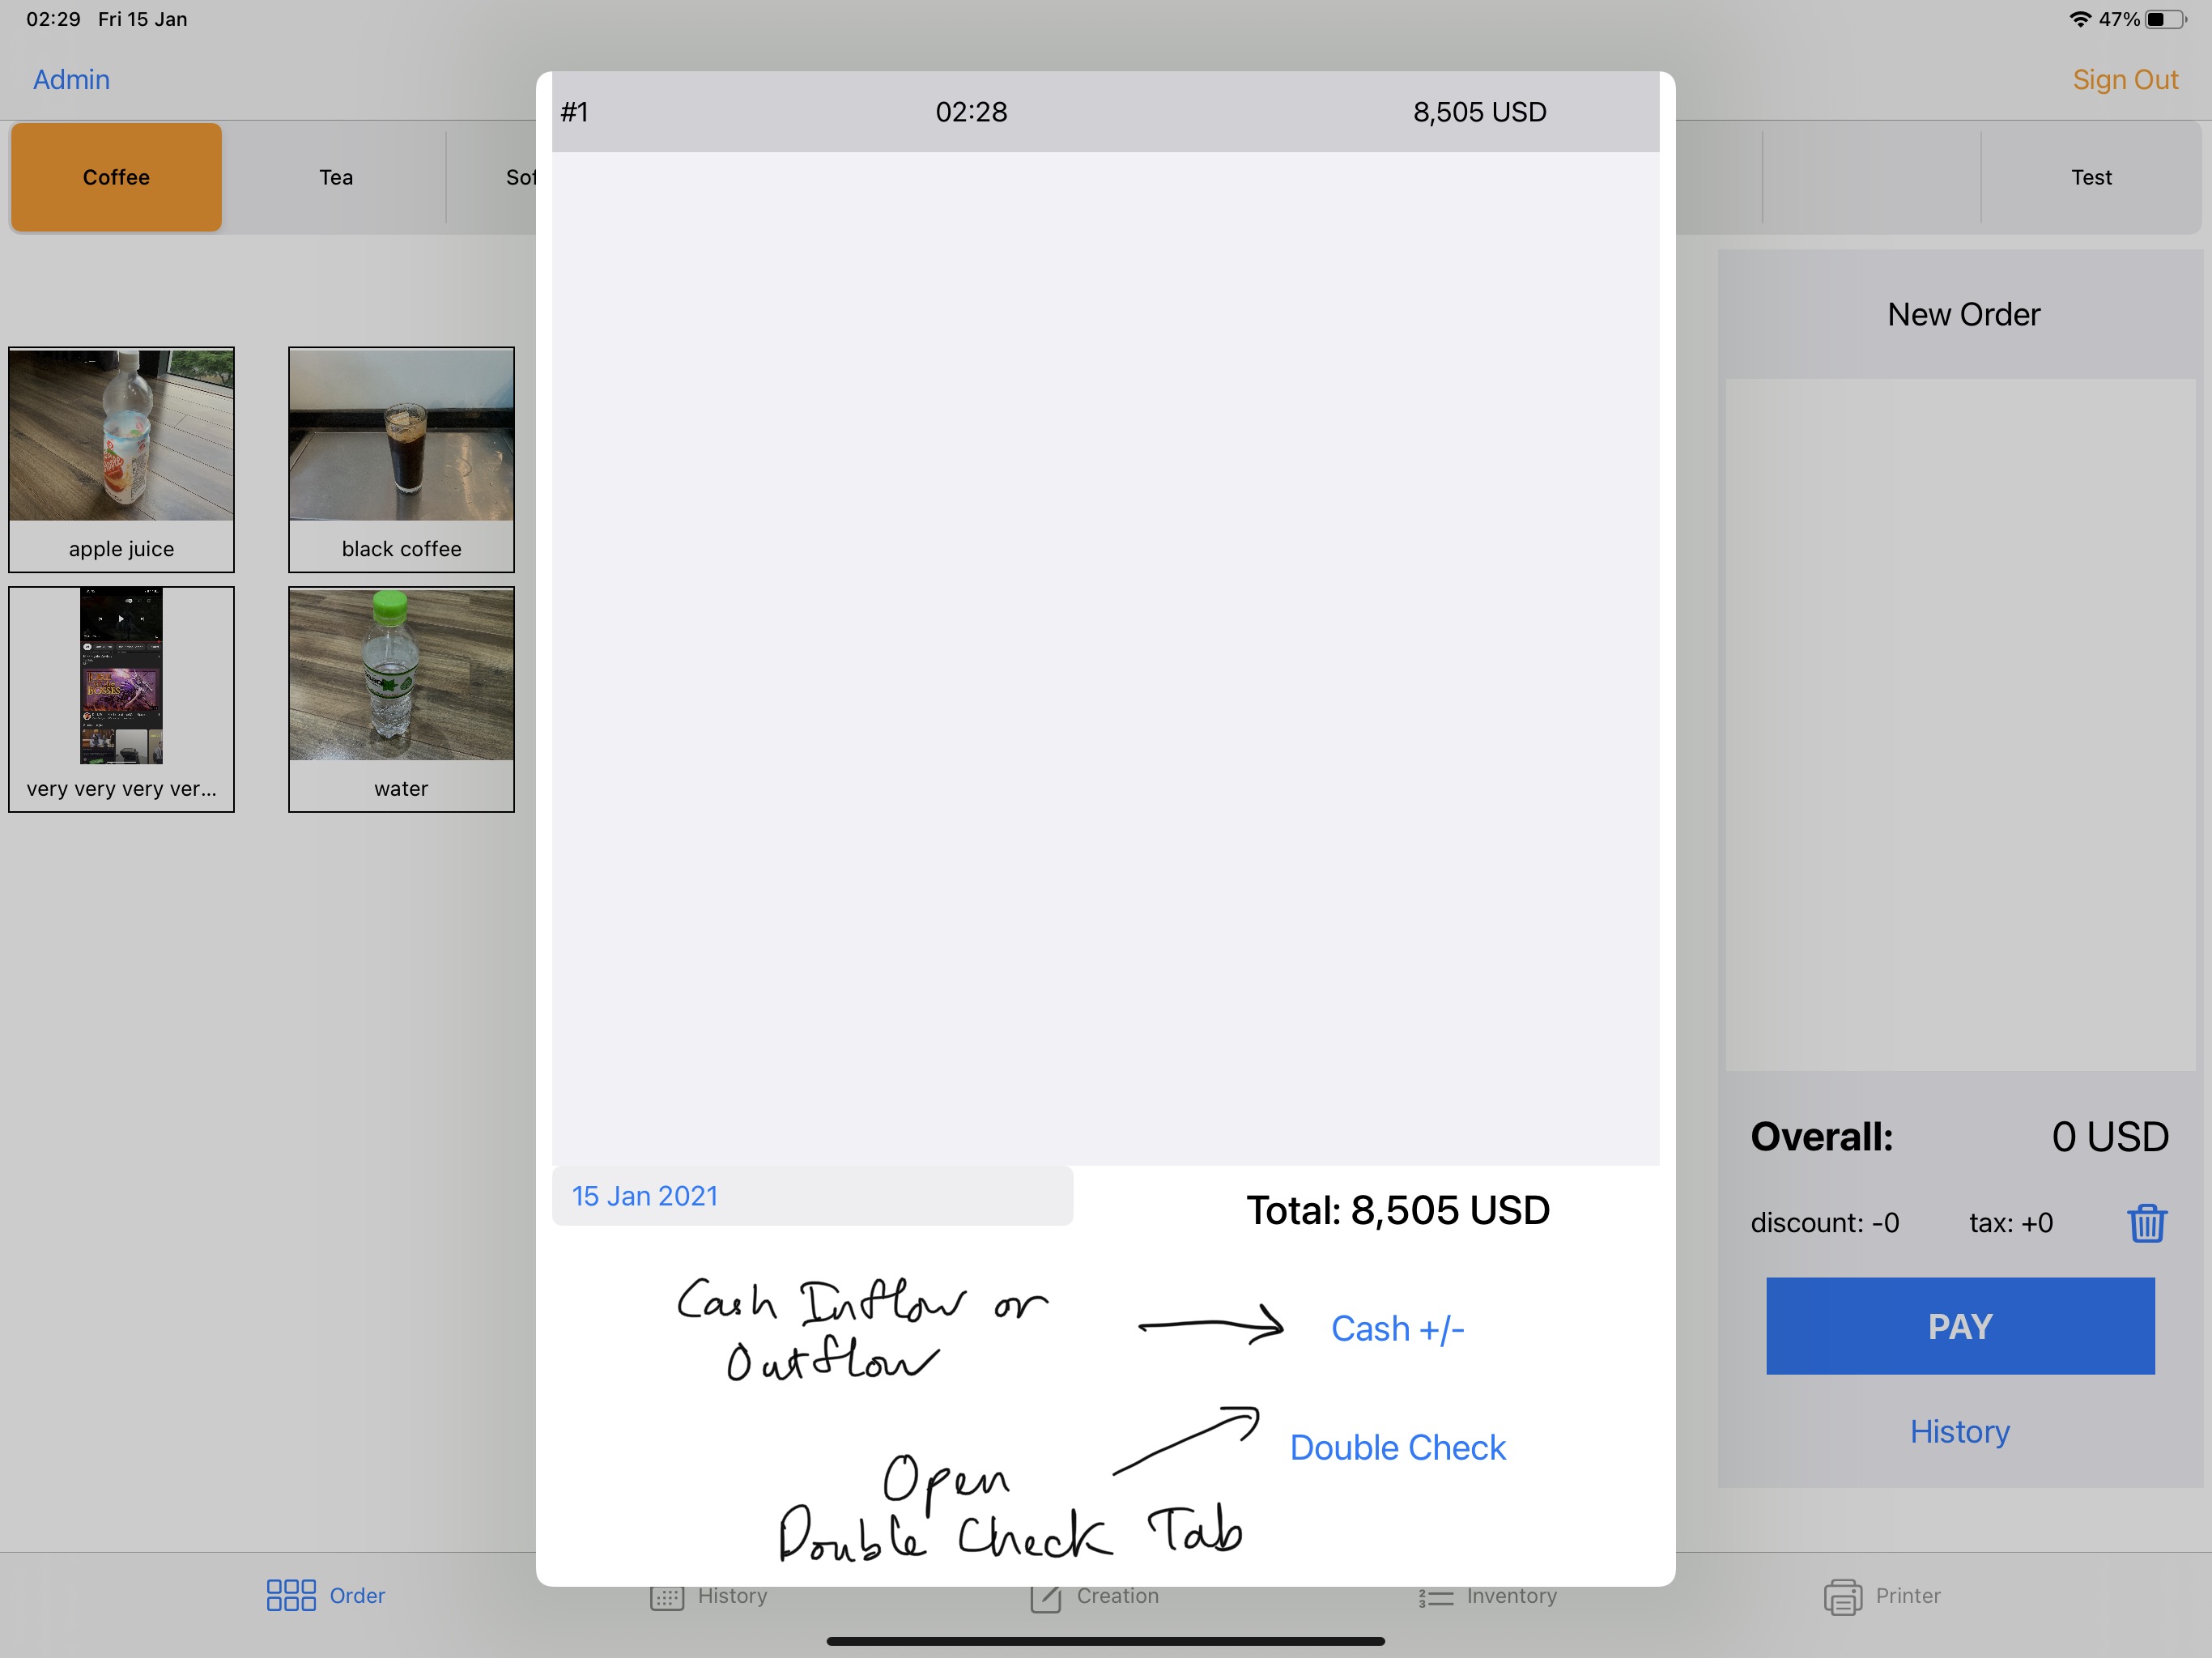 02:29 Fri 15 Jan
47%
Admin
Sign Out
#1 02:28 8,505 USD
Coffee Tea Sof Test
New Order
apple juice
black coffee
very very very ver...
water
Overall: 0 USD
discount: -0 tax: +0
PAY
History
15 Jan 2021
Total: 8,505 USD
Cash Inflow or
Outflow
Cash +/-
Double Check
Open
Double Check Tab
Order History Creation Inventory Printer